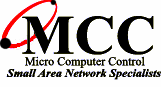 MCC
Micro Computer Control
Small Area Network Specialists